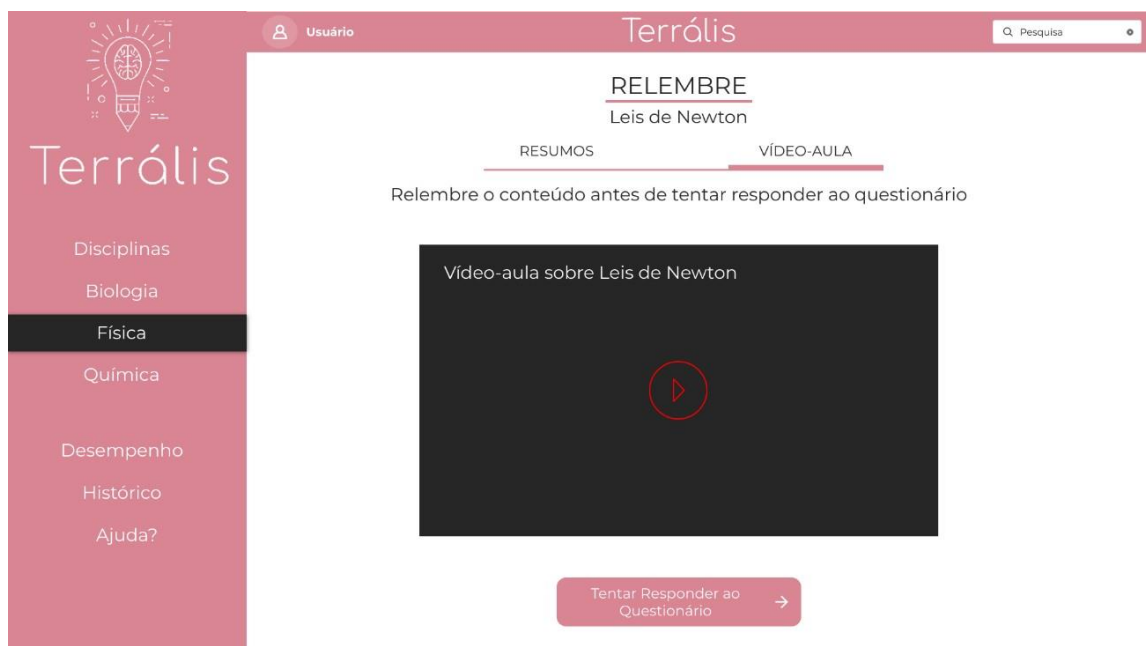 Terrális
Disciplinas
Biologia
Física
Química
Desempenho
Histórico
Ajuda?
Usuário
Terrális
Pesquisa
RELEMBRE
Leis de Newton
RESUMOS
VÍDEO-AULA
Relembre o conteúdo antes de tentar responder ao questionário
Vídeo-aula sobre Leis de Newton
Tentar Responder ao
Questionário